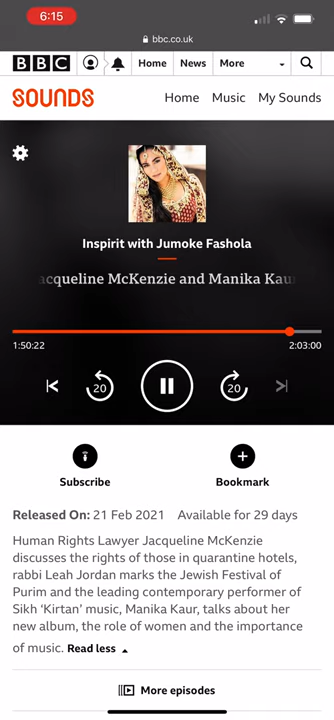 6:15
bbc.co.uk
BBC Home News More
SOUNDS Home Music My Sounds
Inspirit with Jumoke Fashola
acqueline McKenzie and Manika Kau
1:50:22 2:03:00
20 20
Subscribe Bookmark
Released On: 21 Feb 2021 Available for 29 days
Human Rights Lawyer Jacqueline McKenzie
discusses the rights of those in quarantine hotels,
rabbi Leah Jordan marks the Jewish Festival of
Purim and the leading contemporary performer of
Sikh ‘Kirtan’ music, Manika Kaur, talks about her
new album, the role of women and the importance
of music. Read less
More episodes